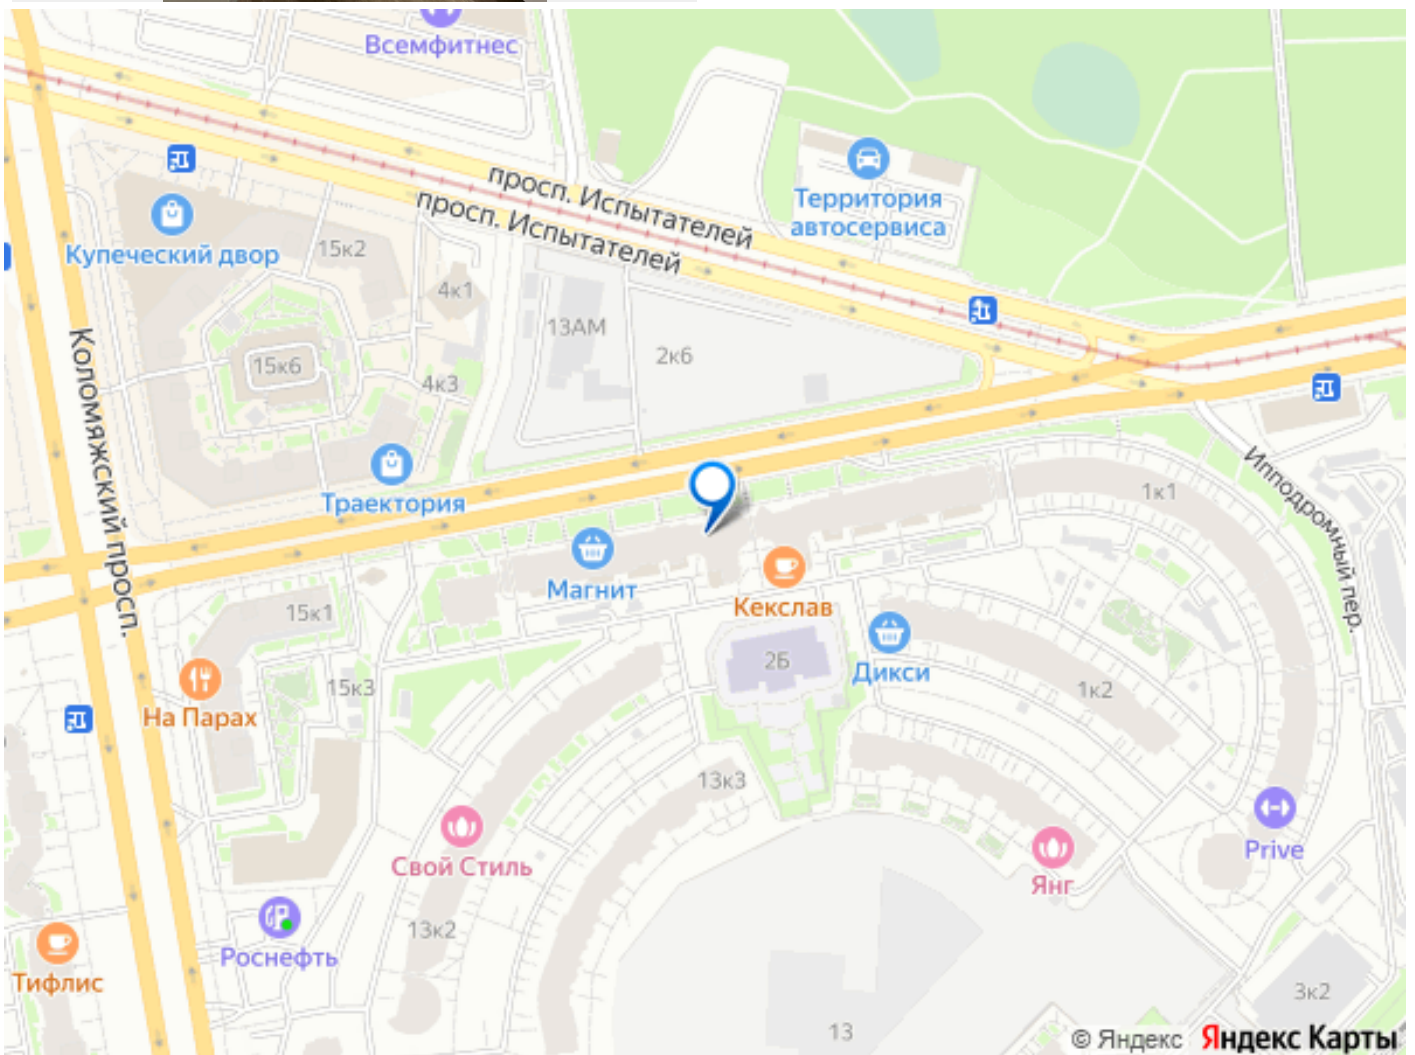 Всемфитнес
просп. Испытателей
просп. Испытателей
Территория
автосервиса
Купеческий двор
15к2
4к1
13АМ
2к6
15к6
4к3
Коломяжский просп.
Траектория
1к1
Ипподромный пер.
Магнит
Кекслав
15к1
2Б
Дикси
15к3
1к2
На Парах
13к3
Свой Стиль
Янг
Prive
13к2
Роснефть
Тифлис
3к2
13
© Яндекс Яндекс Карты